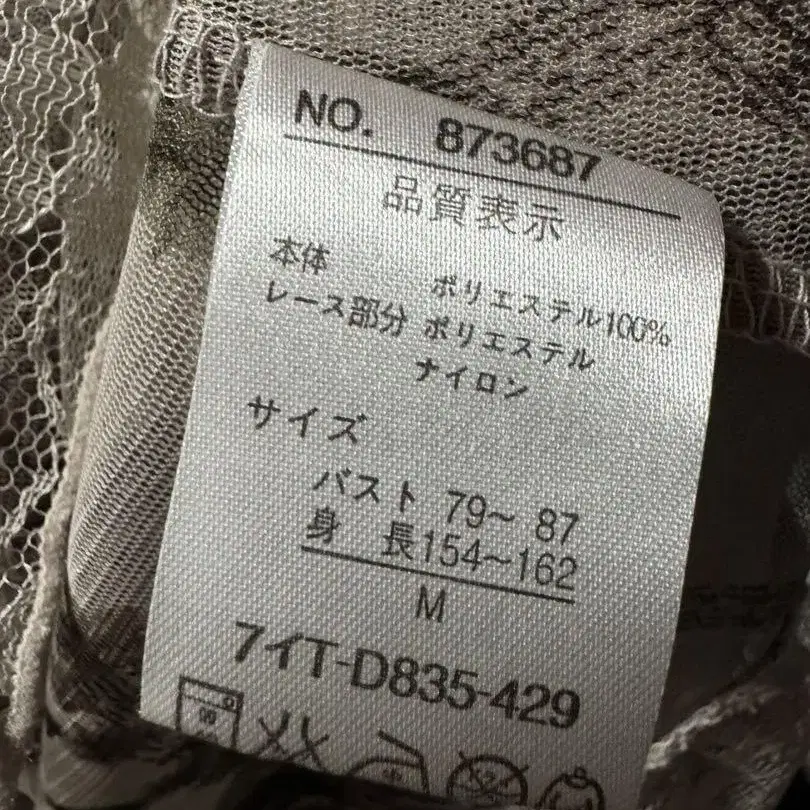 NO. 873687
品質表示
本体 ポリエステル100%
レース部分 ポリエステル
ナイロン
サイズ
バスト 79~ 87
身 長154~162
M
7イT-D835-429